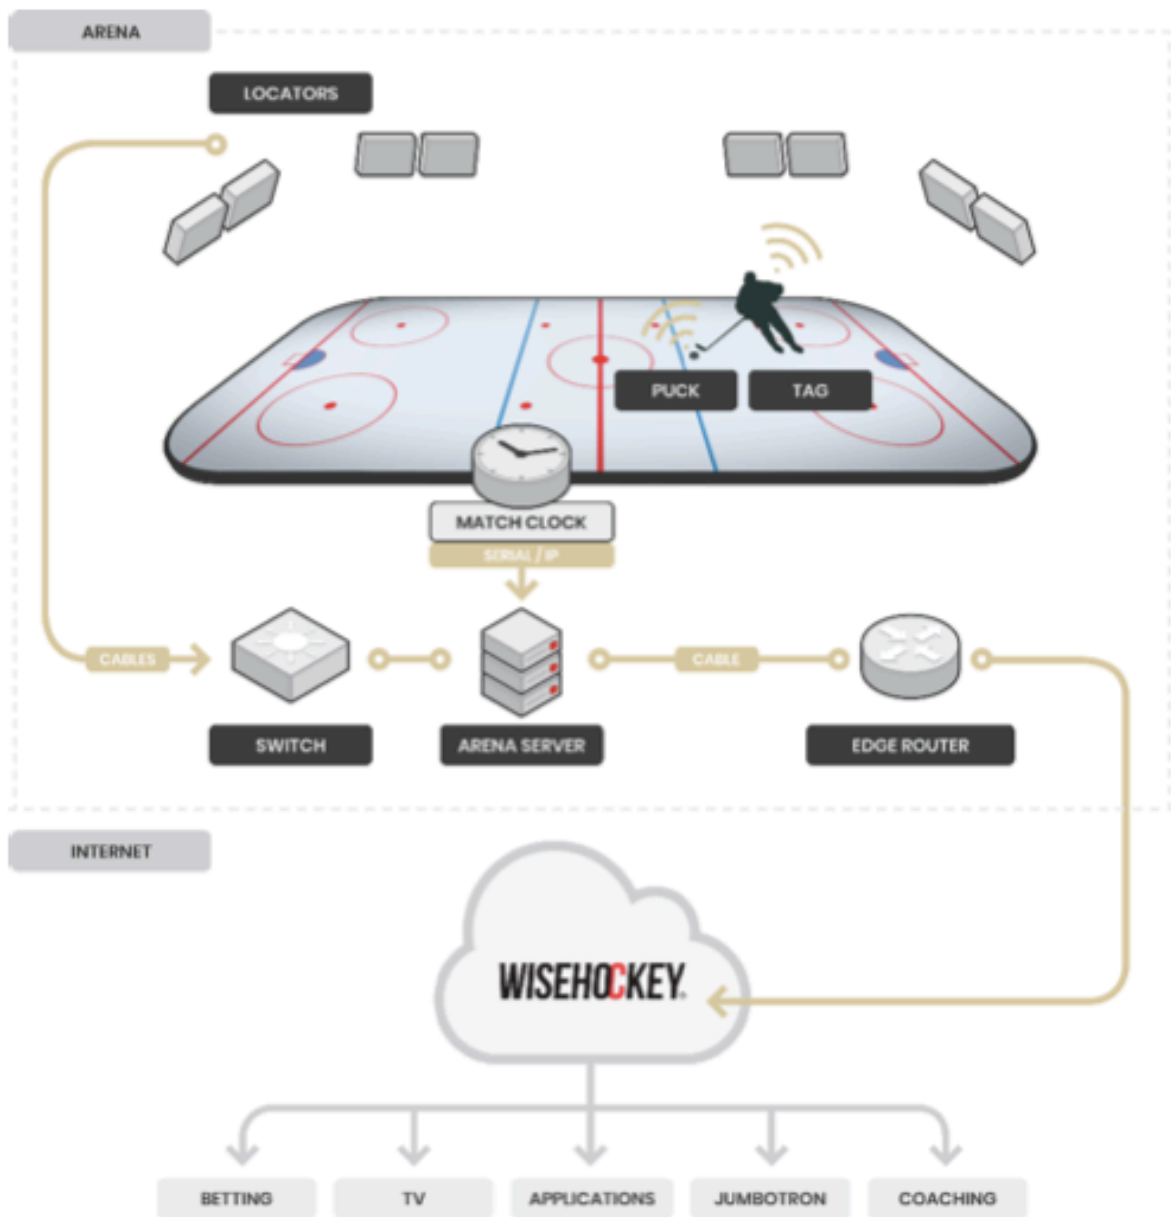 ARENA
LOCATORS
PUCK
TAG
MATCH CLOCK
SERIAL / IP
CABLES
CABLE
SWITCH
ARENA SERVER
EDGE ROUTER
INTERNET
WISEHOCKEY
BETTING
TV
APPLICATIONS
JUMBOTRON
COACHING